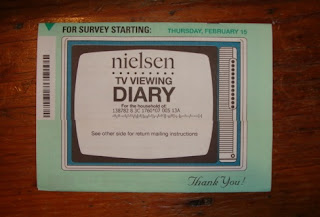 FOR SURVEY STARTING: THURSDAY, FEBRUARY 15
nielsen
TV VIEWING
DIARY
For the household of:
See other side for return mailing instructions
Thank You!